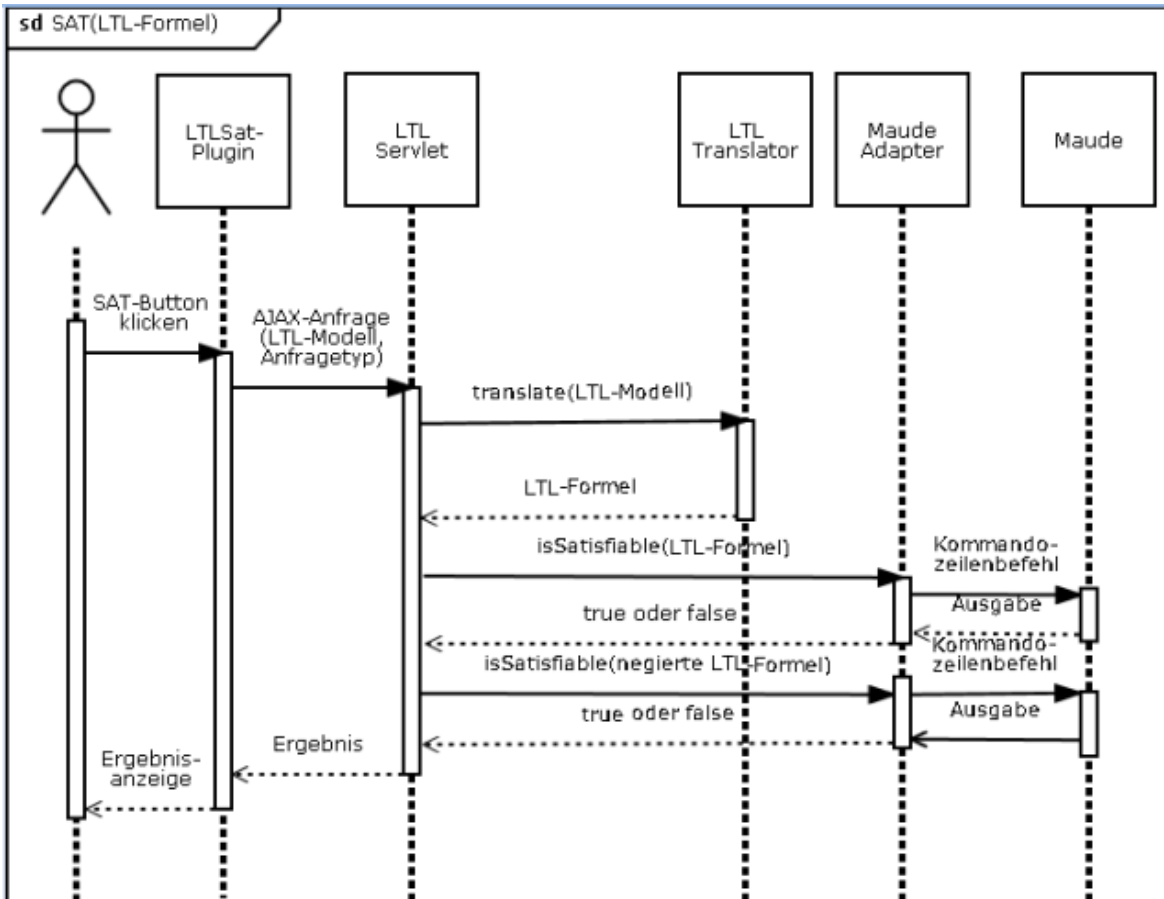 sd SAT(LTL-Formel)
LTLSat-
Plugin
LTL
Servlet
LTL
Translator
Maude
Adapter
Maude
SAT-Button
klicken
AJAX-Anfrage
(LTL-Modell,
Anfragetyp)
translate(LTL-Modell)
LTL-Formel
isSatisfiable(LTL-Formel)
Kommando-
zeilenbefehl
true oder false
Ausgabe
isSatisfiable(negierte LTL-Formel)
Kommando-
zeilenbefehl
true oder false
Ausgabe
Ergebnis
Ergebnis-
anzeige